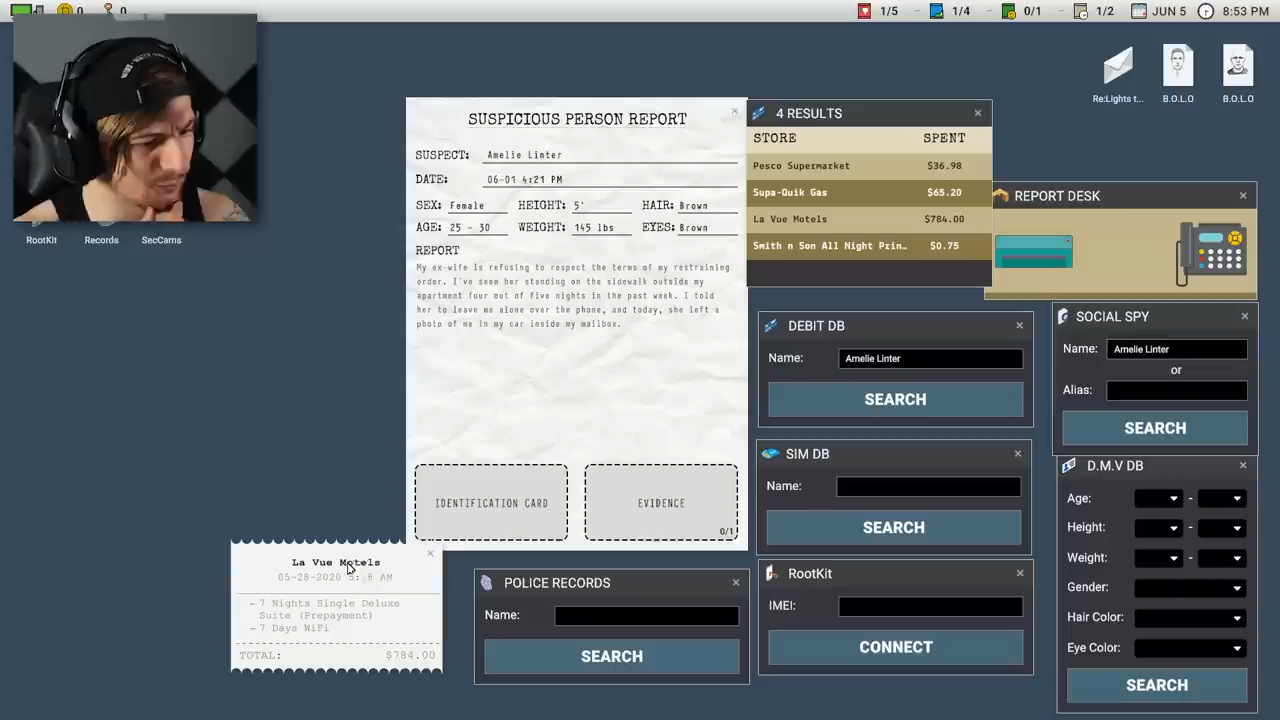 0
0
1/5
1/4
0/1
1/2
JUN 5
8:53 PM
Re:Lights t...
B.O.L.O
B.O.L.O
RootKit
Records
SecCams
SUSPICIOUS PERSON REPORT
SUSPECT: Amelie Linter
DATE: 06-01 4:21 PM
SEX: Female HEIGHT: 5' HAIR: Brown
AGE: 25 - 30 WEIGHT: 145 lbs EYES: Brown
REPORT
My ex-wife is refusing to respect the terms of my restraining
order. I've seem her standing on the sidewalk outside my
apartment four out of five nights in the past week. I told
her to leave me alone over the phone, and today, she left a
photo of me in my car inside my mailbox.
IDENTIFICATION CARD
EVIDENCE
0/1
4 RESULTS
STORE SPENT
Pesco Supermarket $36.98
Supa-Quik Gas $65.20
La Vue Motels $784.00
Smith n Son All Night Prin… $0.75
REPORT DESK
DEBIT DB
Name: Amelie Linter
SEARCH
SOCIAL SPY
Name: Amelie Linter
or
Alias:
SEARCH
SIM DB
Name:
SEARCH
D.M.V DB
Age: -
Height: -
Weight: -
Gender:
Hair Color:
Eye Color:
SEARCH
La Vue Motels
05-28-2020 8 AM
- 7 Nights Single Deluxe
Suite (Prepayment)
- 7 Days WiFi
TOTAL: $784.00
POLICE RECORDS
Name:
SEARCH
RootKit
IMEI:
CONNECT